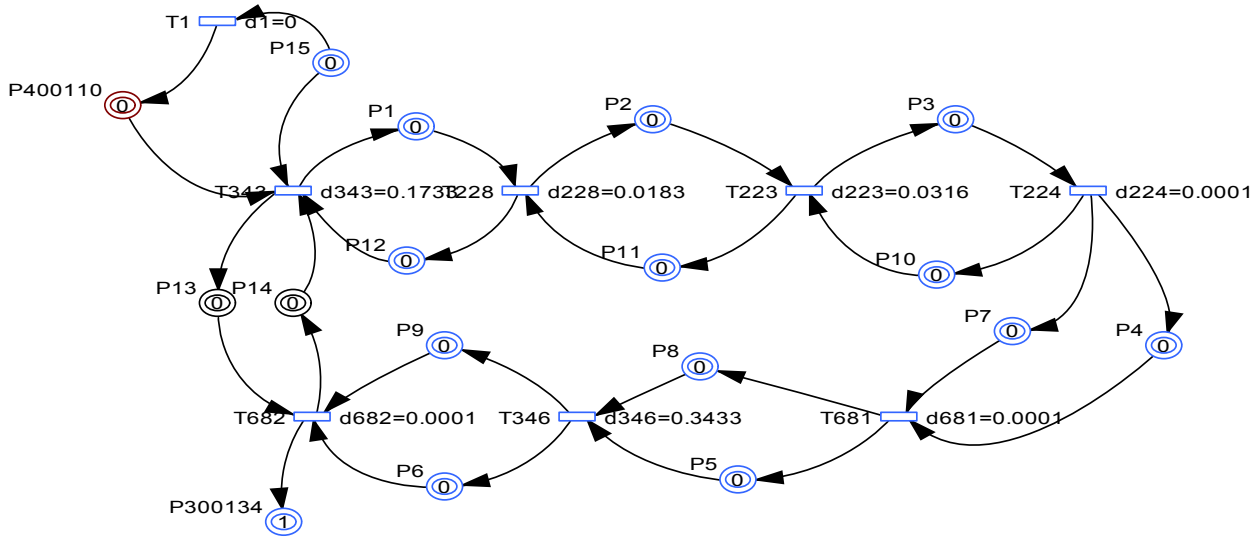 T1 d1=0
P15
0
P400110
0
P1
0
P2
0
P3
0
T343 d343=0.1733
T228 d228=0.0183
T223 d223=0.0316
T224 d224=0.0001
P12
0
P11
0
P10
0
P13
0
P14
0
P7
0
P4
0
P9
0
P8
0
T682 d682=0.0001
T346 d346=0.3433
T681 d681=0.0001
P6
0
P5
0
P300134
1